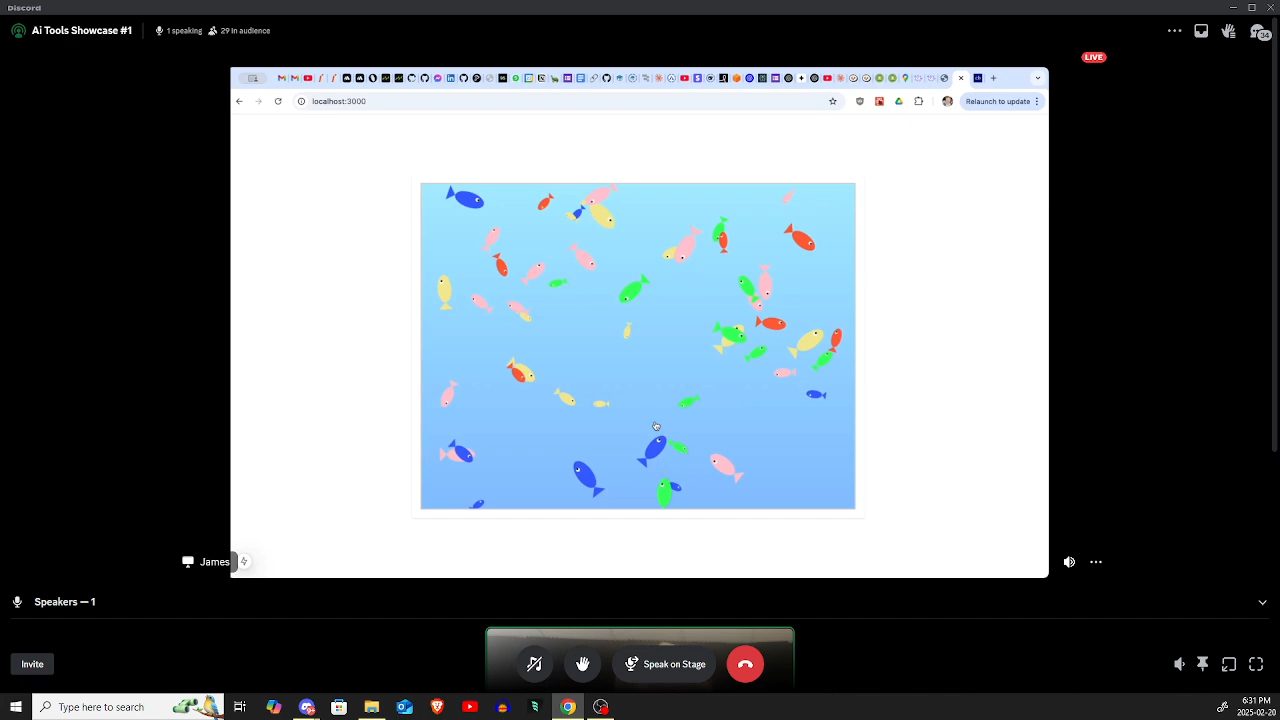 Discord
Ai Tools Showcase #1
1 speaking
29 in audience
34
LIVE
localhost:3000
Relaunch to update
James
Speakers — 1
Invite
Speak on Stage
Type here to search
6:31 PM
2025-02-20